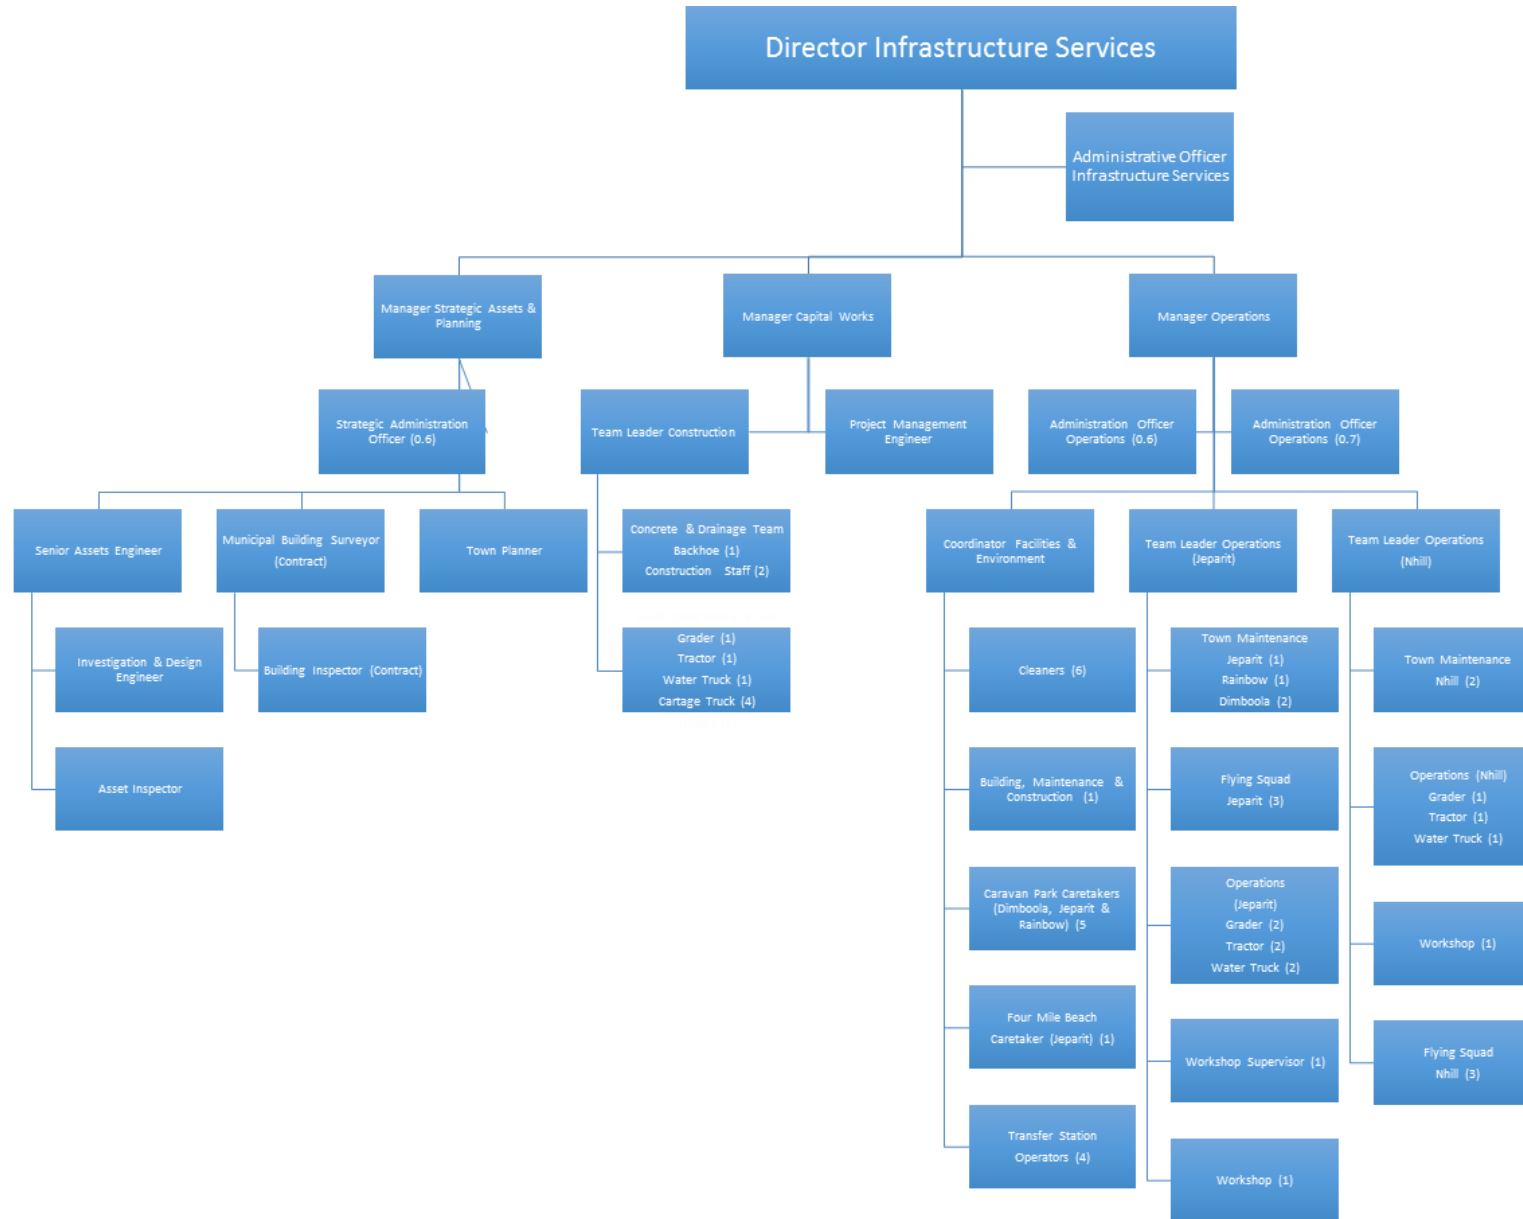 Director Infrastructure Services
Administrative Officer
Infrastructure Services
Manager Strategic Assets &
Planning
Manager Capital Works
Manager Operations
Strategic Administration
Officer (0.6)
Team Leader Construction
Project Management
Engineer
Administration Officer
Operations (0.6)
Administration Officer
Operations (0.7)
Senior Assets Engineer
Municipal Building Surveyor
(Contract)
Town Planner
Concrete & Drainage Team
Backhoe (1)
Construction Staff (2)
Coordinator Facilities &
Environment
Team Leader Operations
(Jeparit)
Team Leader Operations
(Nhill)
Investigation & Design
Engineer
Building Inspector (Contract)
Grader (1)
Tractor (1)
Water Truck (1)
Cartage Truck (4)
Cleaners (6)
Town Maintenance
Jeparit (1)
Rainbow (1)
Dimboola (2)
Town Maintenance
Nhill (2)
Asset Inspector
Building, Maintenance &
Construction (1)
Flying Squad
Jeparit (3)
Operations (Nhill)
Grader (1)
Tractor (1)
Water Truck (1)
Caravan Park Caretakers
(Dimboola, Jeparit &
Rainbow) (5
Operations
(Jeparit)
Grader (2)
Tractor (2)
Water Truck (2)
Workshop (1)
Four Mile Beach
Caretaker (Jeparit) (1)
Workshop Supervisor (1)
Flying Squad
Nhill (3)
Transfer Station
Operators (4)
Workshop (1)